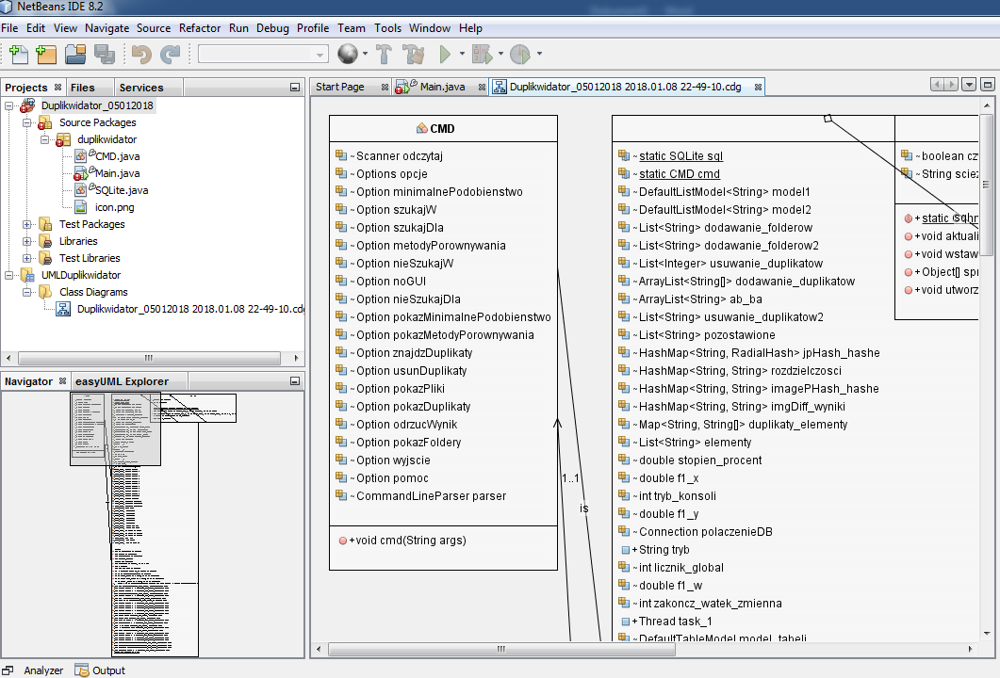 NetBeans IDE 8.2
File Edit View Navigate Source Refactor Run Debug Profile Team Tools Window Help
Projects Files Services
Duplikwidator_05012018
Source Packages
duplikwidator
CMD.java
Main.java
SQLite.java
icon.png
Test Packages
Libraries
Test Libraries
UMLDuplikwidator
Class Diagrams
Duplikwidator_05012018 2018.01.08 22-49-10.cdg
Navigator easyUML Explorer
Start Page Main.java Duplikwidator_05012018 2018.01.08 22-49-10.cdg
CMD
~Scanner odczytaj
~Options opcje
~Option minimalnePodobienstwo
~Option szukajW
~Option szukajDla
~Option metodyPorownywania
~Option nieSzukajW
~Option noGUI
~Option nieSzukajDla
~Option pokazMinimalnePodobienstwo
~Option pokazMetodyPorownywania
~Option znajdzDuplikaty
~Option usunDuplikaty
~Option pokazPliki
~Option pokazDuplikaty
~Option odrzucWynik
~Option pokazFoldery
~Option wyjscie
~Option pomoc
~CommandLineParser parser
+void cmd(String args)
1..1
is
~static SQLite sql
~static CMD cmd
~DefaultListModel<String> model1
~DefaultListModel<String> model2
~List<String> dodawanie_folderow
~List<String> dodawanie_folderow2
~List<Integer> usuwanie_duplikatow
~ArrayList<String[]> dodawanie_duplikatow
~ArrayList<String> ab_ba
~List<String> usuwanie_duplikatow2
~List<String> pozostawione
~HashMap<String, RadialHash> jpHash_hashe
~HashMap<String, String> rozdzielczosci
~HashMap<String, String> imagePHash_hashe
~HashMap<String, String> imgDiff_wyniki
~Map<String, String[]> duplikaty_elementy
~List<String> elementy
~double stopien_procent
~double f1_x
~int tryb_konsoli
~double f1_y
~Connection polaczenieDB
+String tryb
~int licznik_global
~double f1_w
~int zakoncz_watek_zmienna
+Thread task_1
~DefaultTableModel model_tabeli
~boolean cz
~String sciez
+static
+void aktuali
+void wstaw
+Object[] spr
+void utworz
Analyzer Output